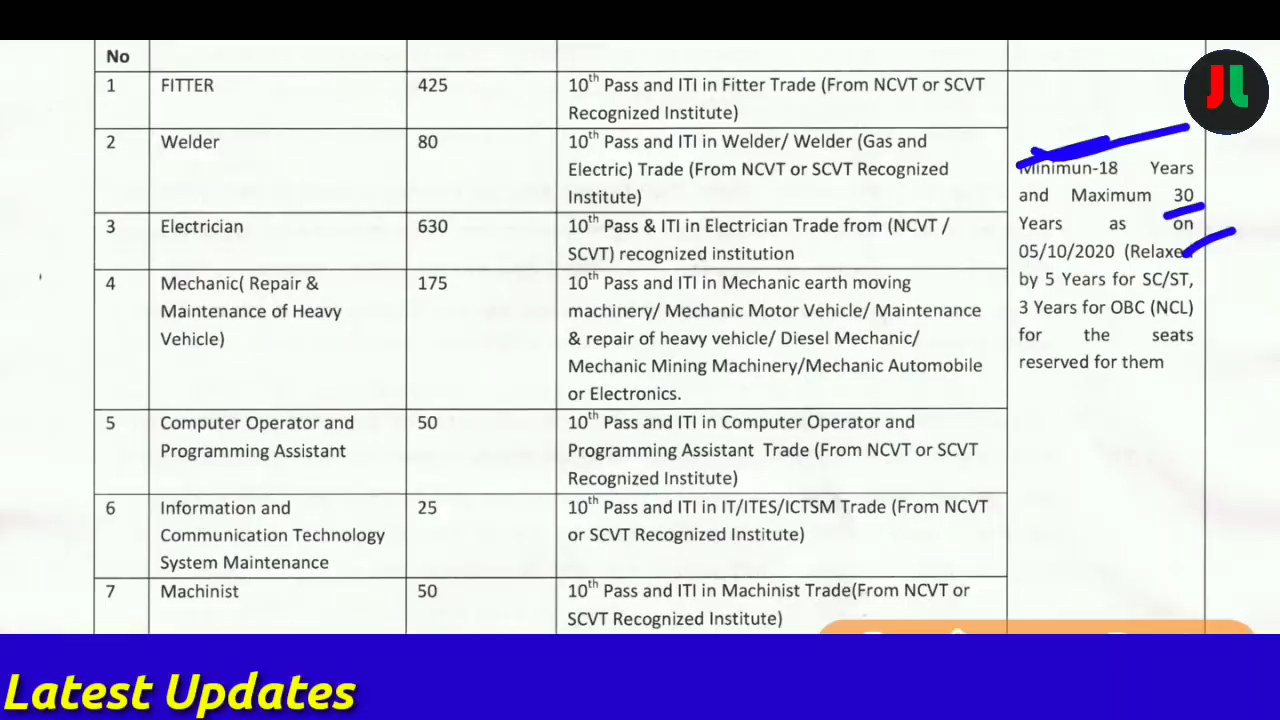 No
1 FITTER 425 10th Pass and ITI in Fitter Trade (From NCVT or SCVT
Recognized Institute)
2 Welder 80 10th Pass and ITI in Welder/ Welder (Gas and
Electric) Trade (From NCVT or SCVT Recognized
Institute)
3 Electrician 630 10th Pass & ITI in Electrician Trade from (NCVT /
SCVT) recognized institution
4 Mechanic( Repair & 175 10th Pass and ITI in Mechanic earth moving
Maintenance of Heavy machinery/ Mechanic Motor Vehicle/ Maintenance
Vehicle) & repair of heavy vehicle/ Diesel Mechanic/
Mechanic Mining Machinery/Mechanic Automobile
or Electronics.
5 Computer Operator and 50 10th Pass and ITI in Computer Operator and
Programming Assistant Programming Assistant Trade (From NCVT or SCVT
Recognized Institute)
6 Information and 25 10th Pass and ITI in IT/ITES/ICTSM Trade (From NCVT
Communication Technology or SCVT Recognized Institute)
System Maintenance
7 Machinist 50 10th Pass and ITI in Machinist Trade(From NCVT or
SCVT Recognized Institute)
Minimun-18 Years
and Maximum 30
Years as on
05/10/2020 (Relaxed
by 5 Years for SC/ST,
3 Years for OBC (NCL)
for the seats
reserved for them
JL
Latest Updates